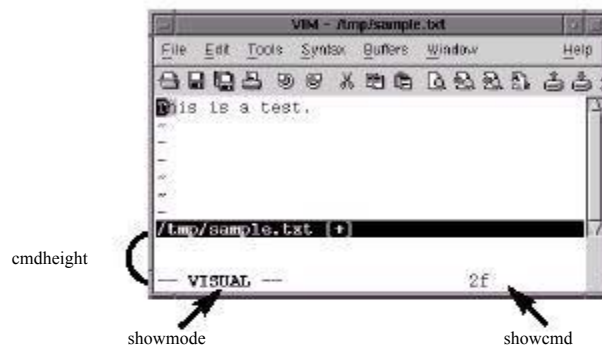 VIM - /tmp/sample.txt
File Edit Tools Syntax Buffers Window Help
This is a test.
~
~
~
~
~
/tmp/sample.txt [+]
cmdheight
-- VISUAL -- 2f
showmode showcmd